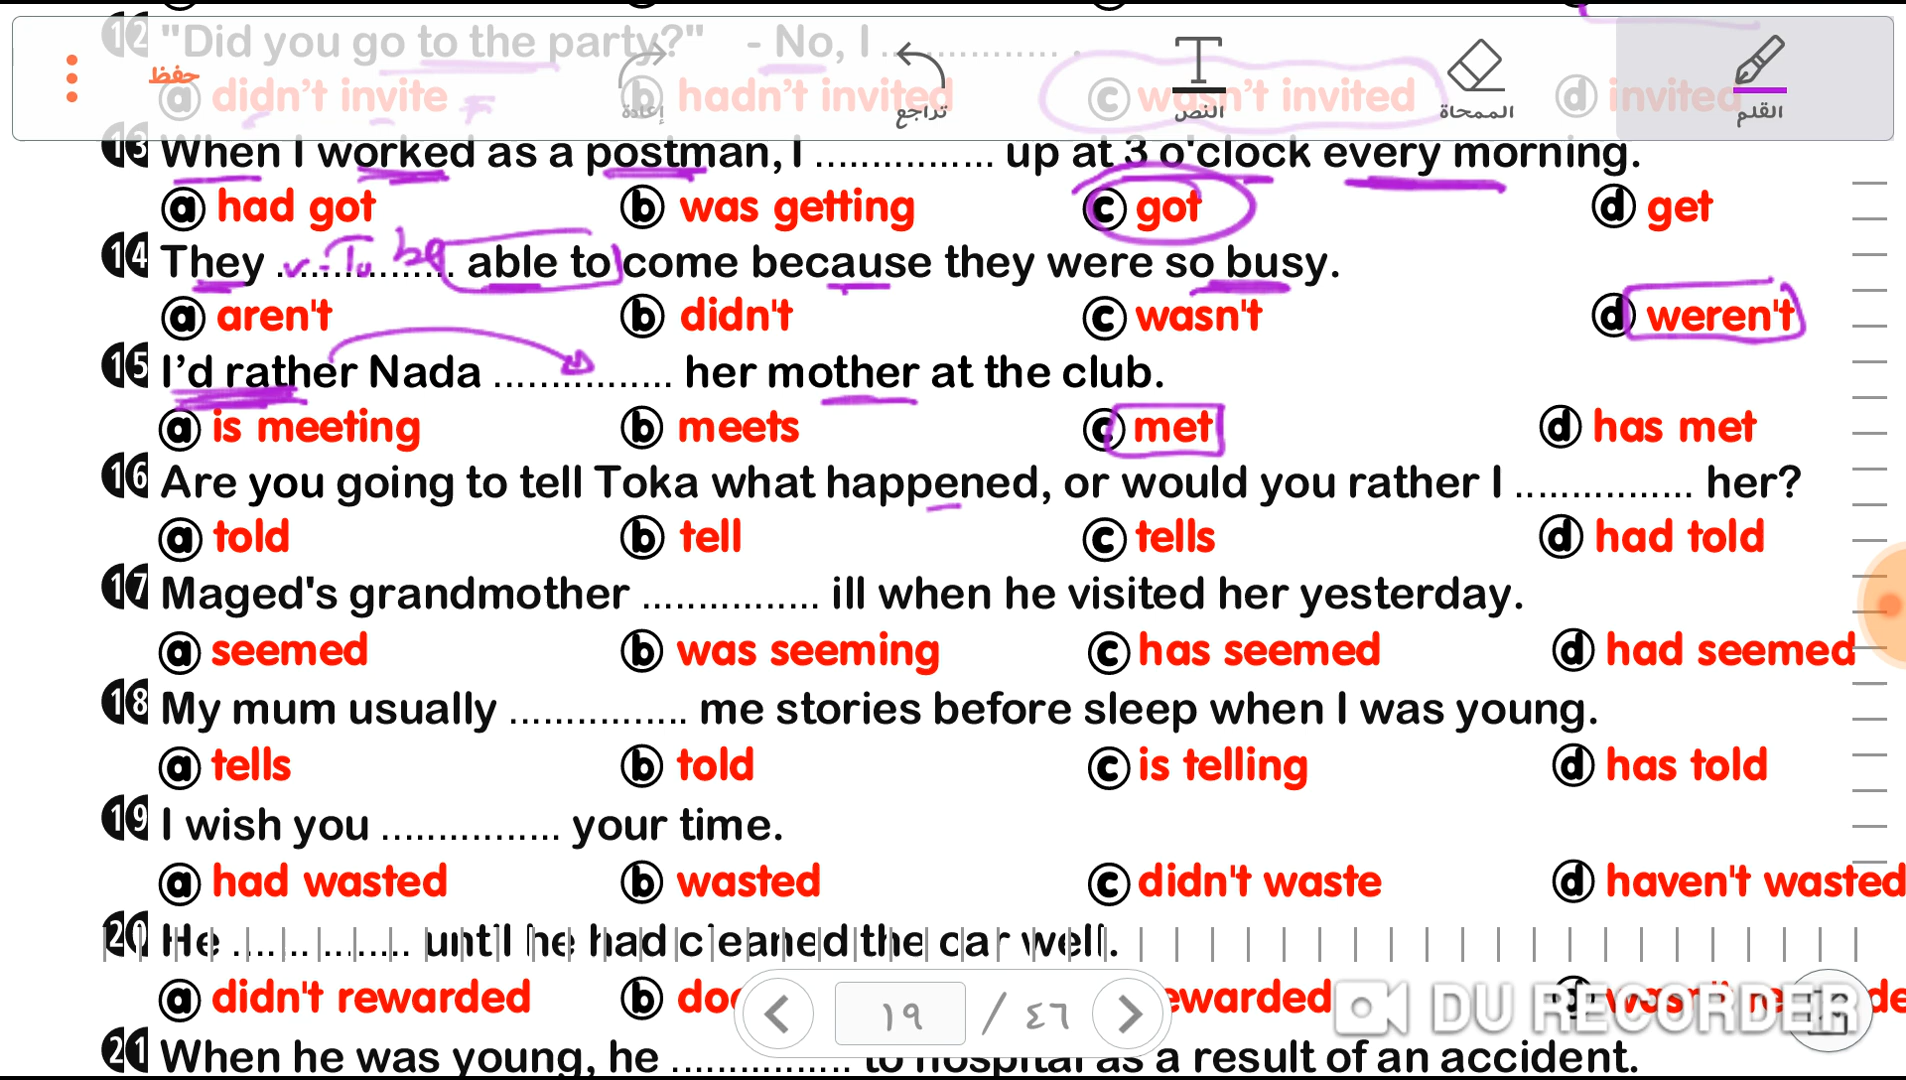 12 "Did you go to the party?" - No, I ................ .
حفظ إعادة تراجع النص الممحاة القلم
a didn't invite F b hadn't invited c wasn't invited d invited
13 When I worked as a postman, I ................ up at 3 o'clock every morning.
a had got b was getting c got d get
v. To be
14 They ................ able to come because they were so busy.
a aren't b didn't c wasn't d weren't
15 I'd rather Nada ................ her mother at the club.
a is meeting b meets c met d has met
16 Are you going to tell Toka what happened, or would you rather I ................ her?
a told b tell c tells d had told
17 Maged's grandmother ................ ill when he visited her yesterday.
a seemed b was seeming c has seemed d had seemed
18 My mum usually ................ me stories before sleep when I was young.
a tells b told c is telling d has told
19 I wish you ................ your time.
a had wasted b wasted c didn't waste d haven't wasted
20 He ................ until he had cleaned the car well.
a didn't rewarded b d wasn't
١٩ / ٤٦
DU RECORDER
21 When he was young, he ................ to hospital as a result of an accident.